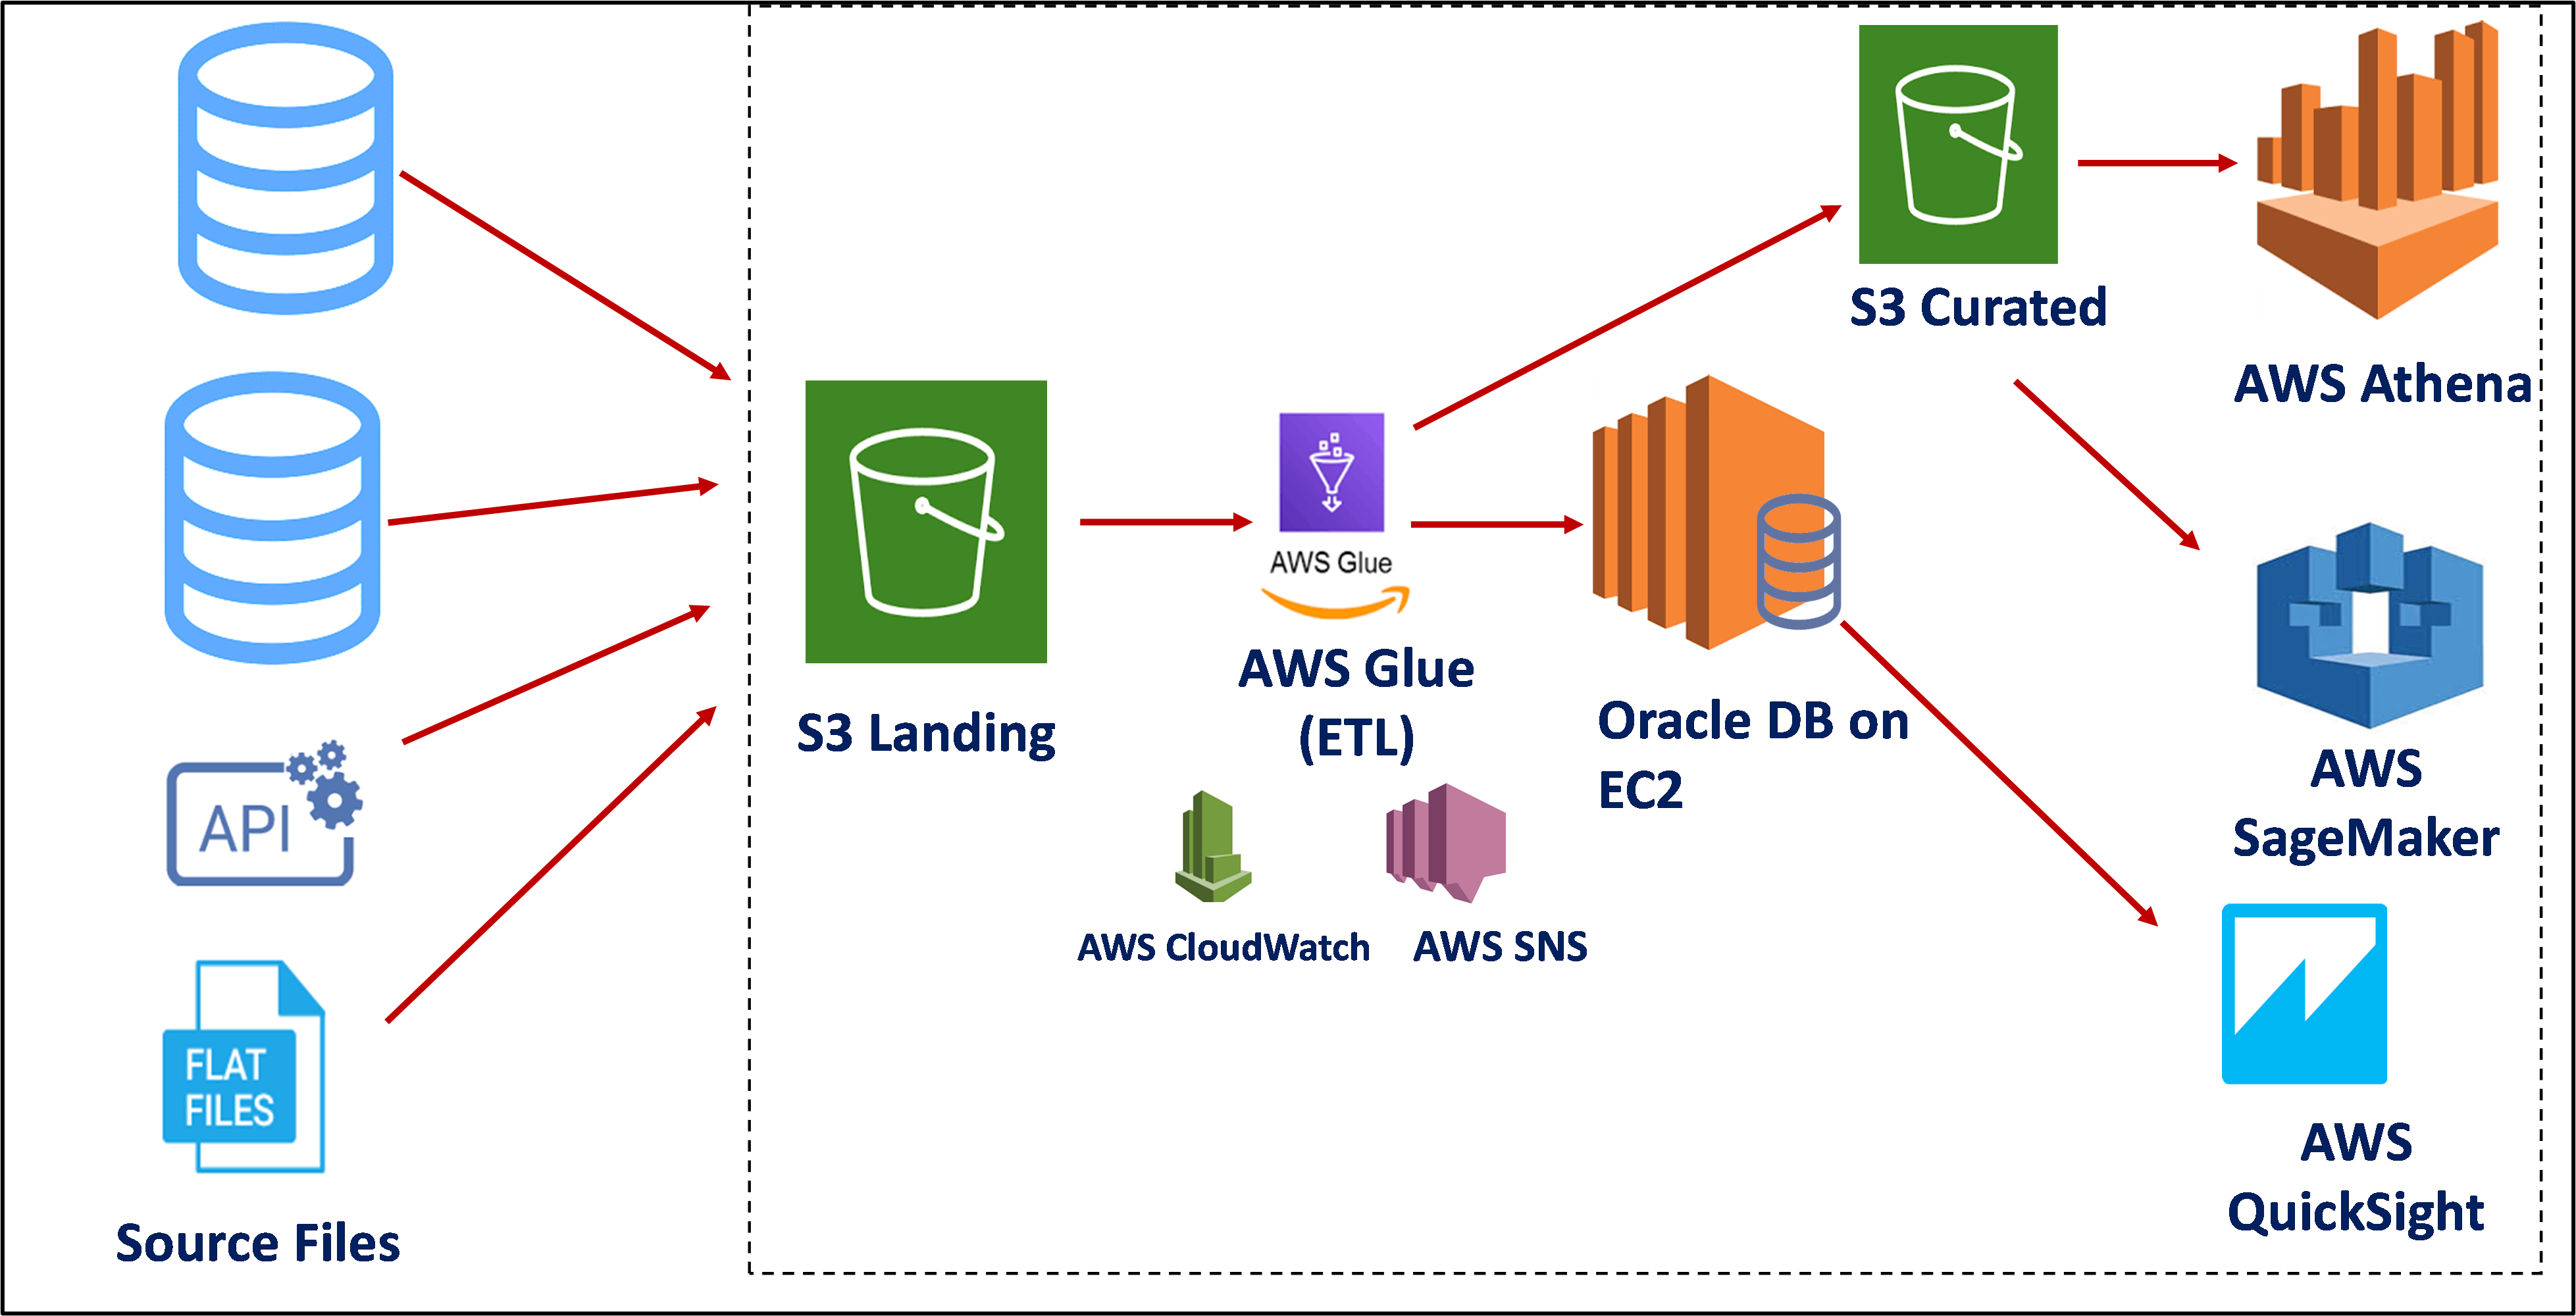 API
FLAT
FILES
Source Files
S3 Landing
AWS Glue
AWS Glue
(ETL)
AWS CloudWatch
AWS SNS
Oracle DB on
EC2
S3 Curated
AWS Athena
AWS
SageMaker
AWS
QuickSight